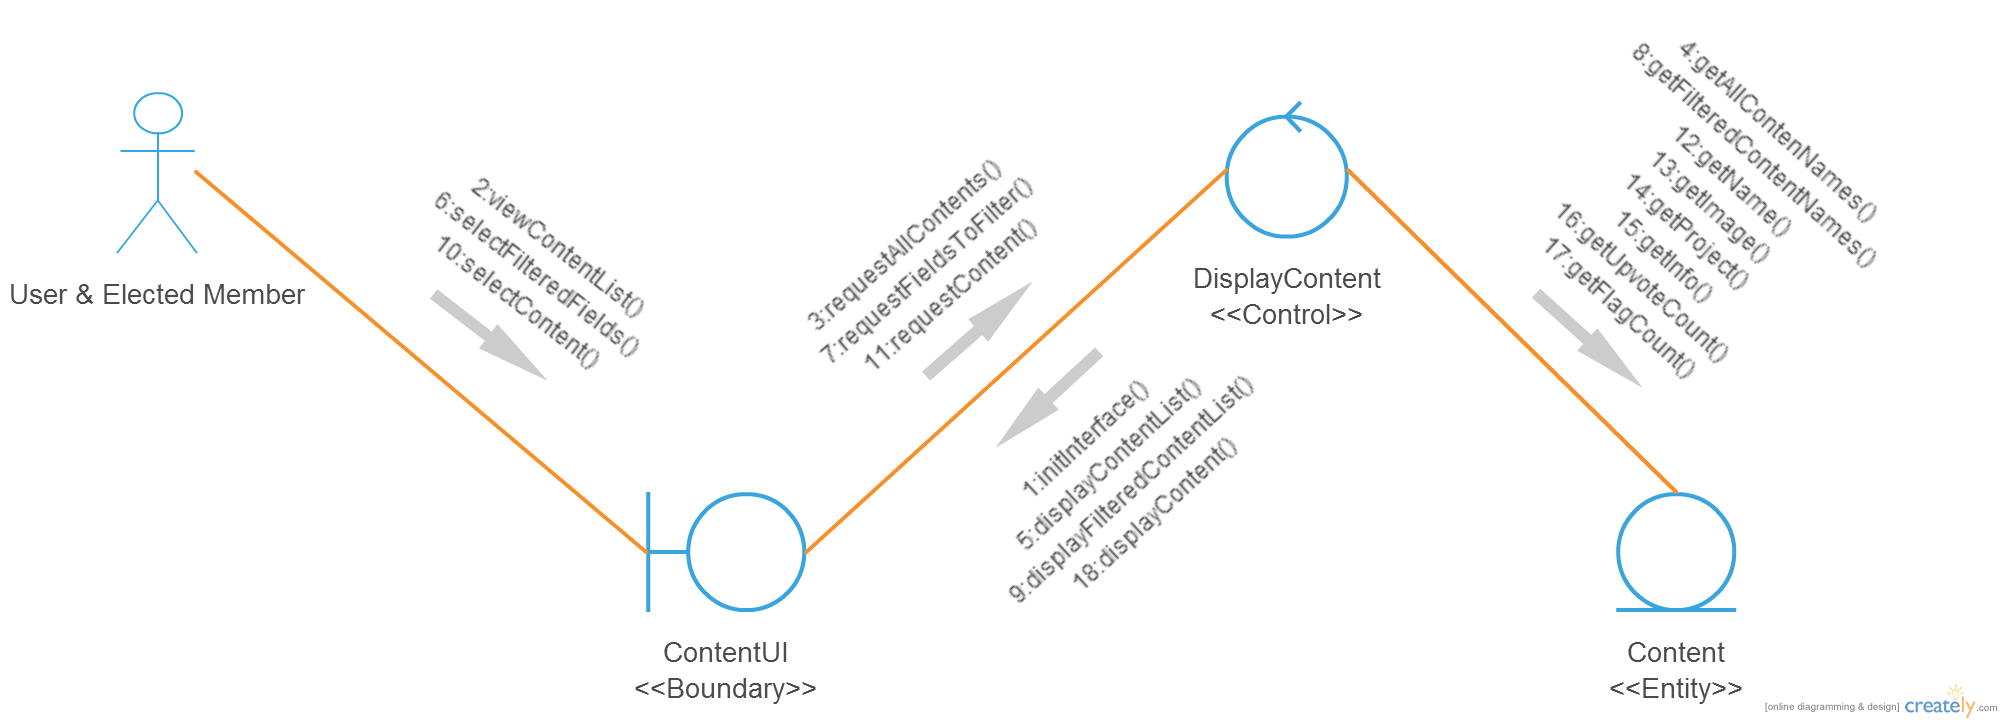 User & Elected Member
2:viewContentList()
6:selectFilteredFields()
10:selectContent()
3:requestAllContents()
7:requestFieldsToFilter()
11:requestContent()
1:initInterface()
5:displayContentList()
9:displayFilteredContentList()
18:displayContent()
DisplayContent
<<Control>>
4:getAllContenNames()
8:getFilteredContentNames()
12:getName()
13:getImage()
14:getProject()
15:getInfo()
16:getUpvoteCount()
17:getFlagCount()
ContentUI
<<Boundary>>
Content
<<Entity>>
[online diagramming & design] creately.com